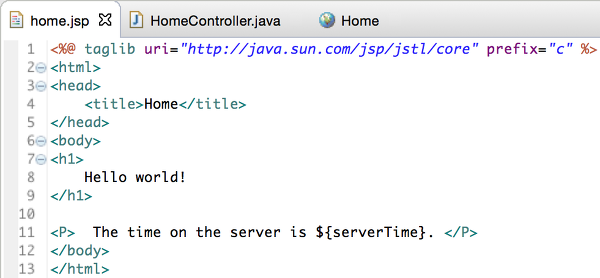 home.jsp HomeController.java Home
1 <%@ taglib uri="http://java.sun.com/jsp/jstl/core" prefix="c" %>
2 <html>
3 <head>
4     <title>Home</title>
5 </head>
6 <body>
7 <h1>
8     Hello world!
9 </h1>
10
11 <P>  The time on the server is ${serverTime}. </P>
12 </body>
13 </html>